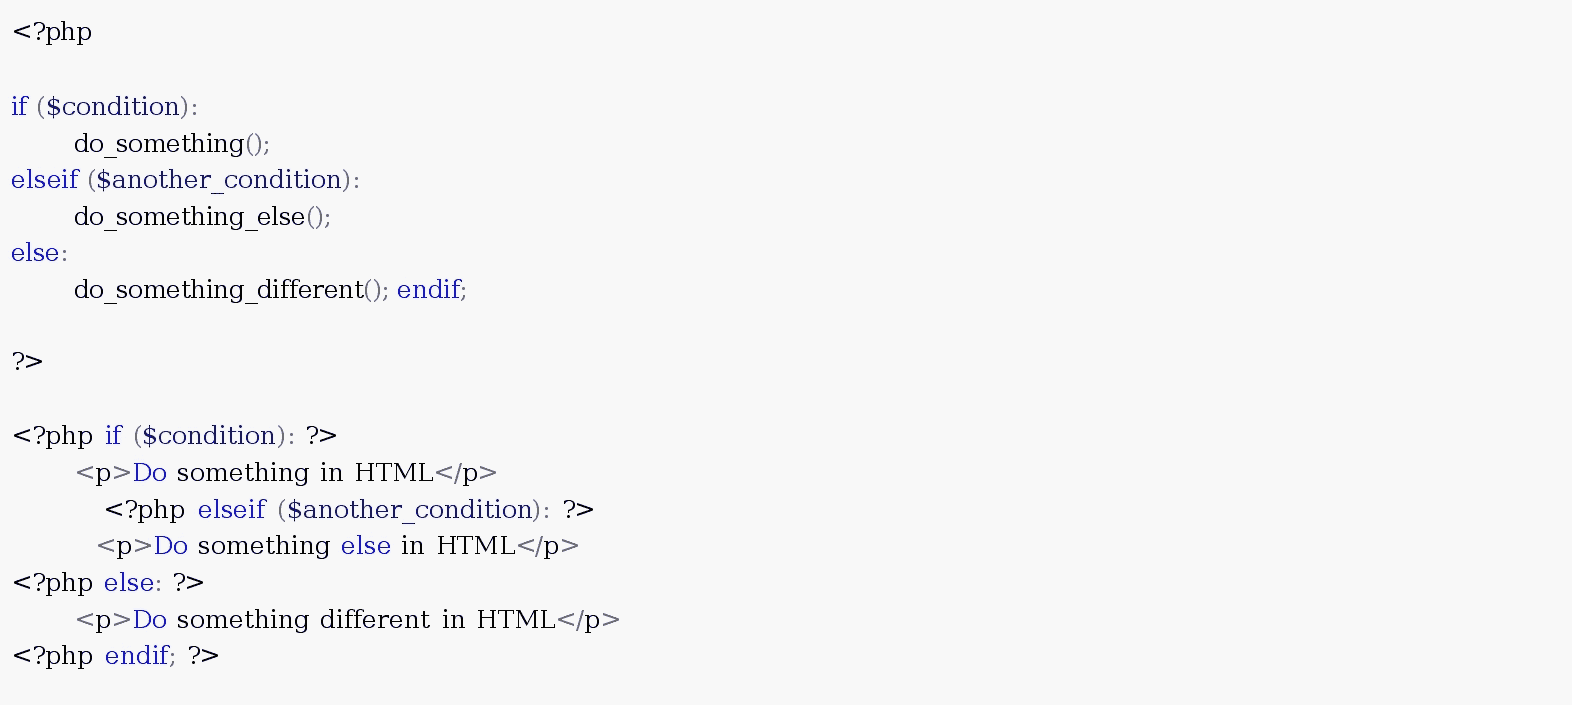 <?php
if ($condition):
do_something();
elseif ($another_condition):
do_something_else();
else:
do_something_different(); endif;
?>
<?php if ($condition): ?>
<p>Do something in HTML</p>
<?php elseif ($another_condition): ?>
<p>Do something else in HTML</p>
<?php else: ?>
<p>Do something different in HTML</p>
<?php endif; ?>